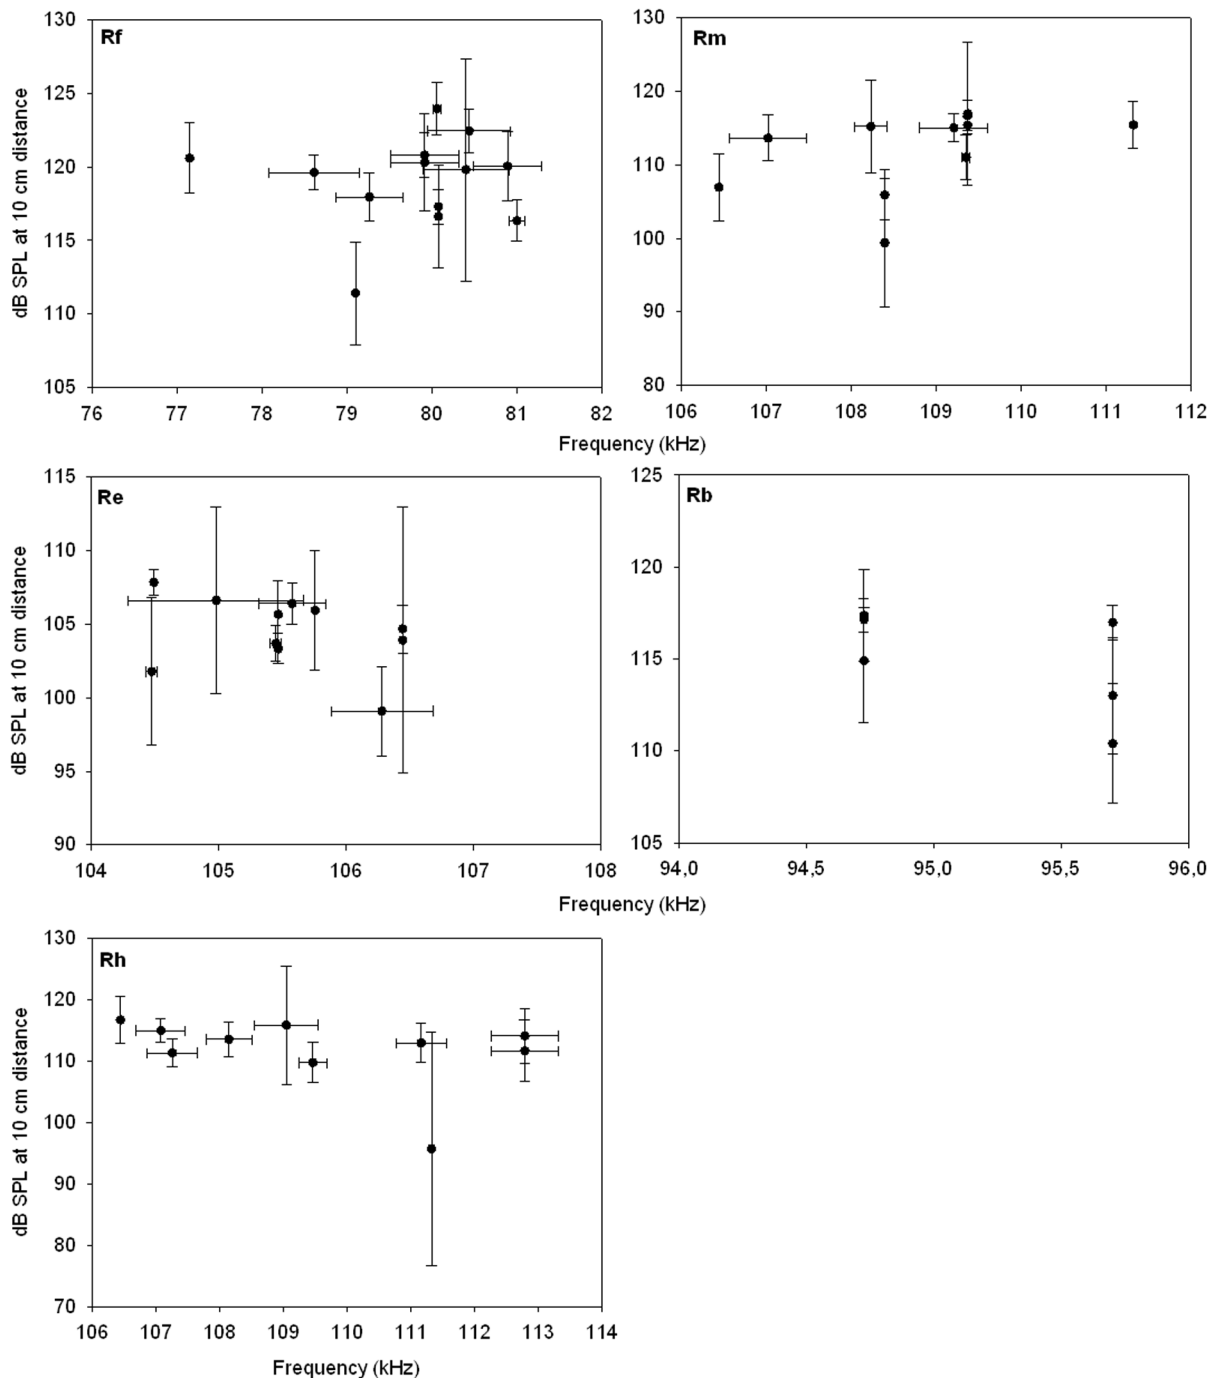 Rf
dB SPL at 10 cm distance
130
125
120
115
110
105
76 77 78 79 80 81 82
Rm
130
120
110
100
90
80
106 107 108 109 110 111 112
Frequency (kHz)
Re
dB SPL at 10 cm distance
115
110
105
100
95
90
104 105 106 107 108
Rb
125
120
115
110
105
94,0 94,5 95,0 95,5 96,0
Frequency (kHz)
Rh
dB SPL at 10 cm distance
130
120
110
100
90
80
70
106 107 108 109 110 111 112 113 114
Frequency (kHz)